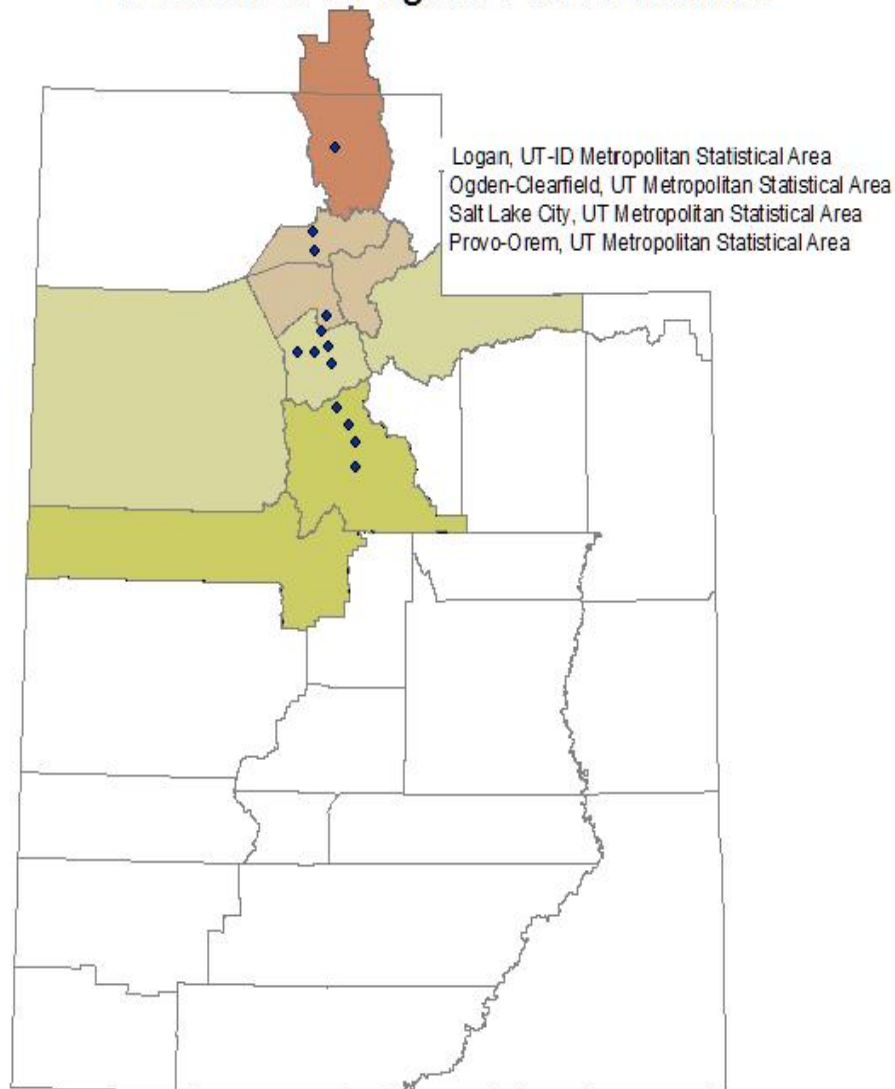 Logan, UT-ID Metropolitan Statistical Area
Ogden-Clearfield, UT Metropolitan Statistical Area
Salt Lake City, UT Metropolitan Statistical Area
Provo-Orem, UT Metropolitan Statistical Area